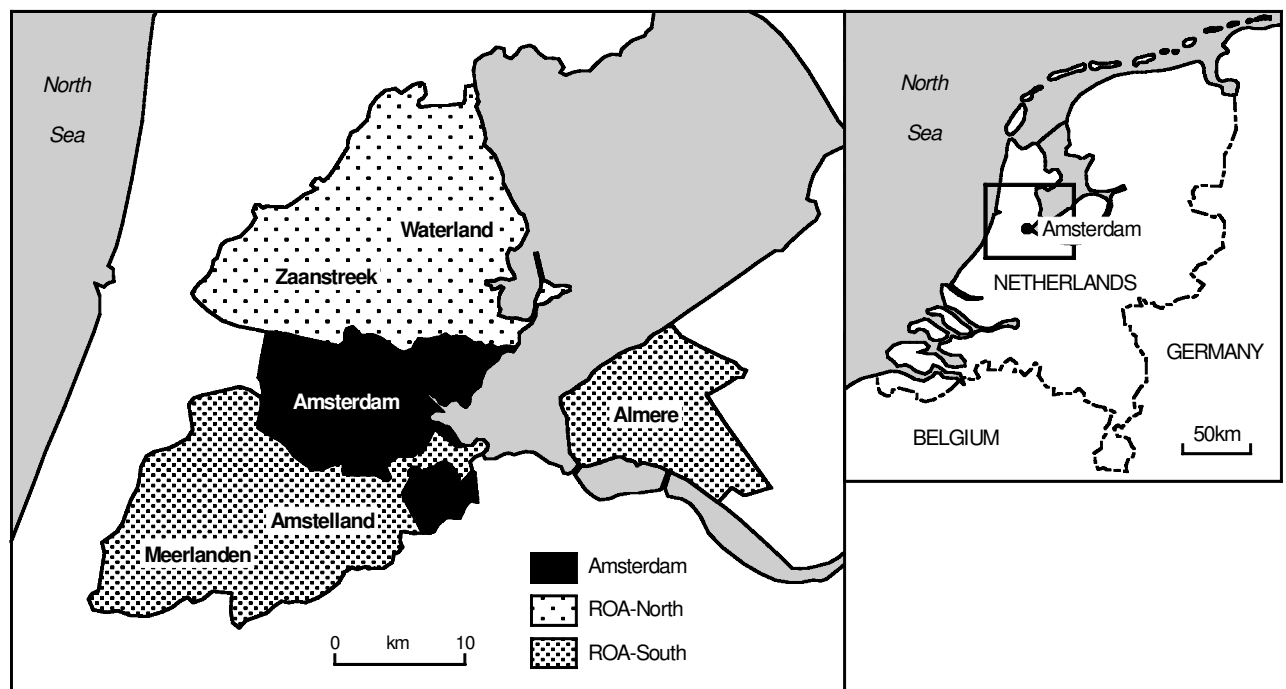 North
Sea
Waterland
Zaanstreek
Amsterdam
Almere
Amstelland
Meerlanden
Amsterdam
ROA-North
ROA-South
0 km 10
North
Sea
Amsterdam
NETHERLANDS
GERMANY
BELGIUM
50km